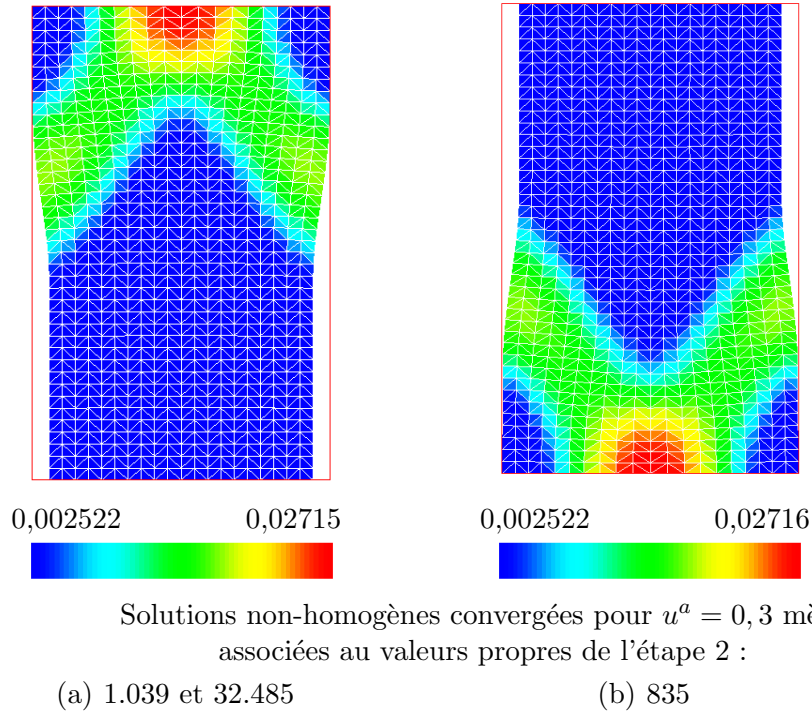 0,002522 0,02715 0,002522 0,02716
Solutions non-homogènes convergées pour u^a = 0, 3 mè
associées au valeurs propres de l'étape 2 :
(a) 1.039 et 32.485 (b) 835